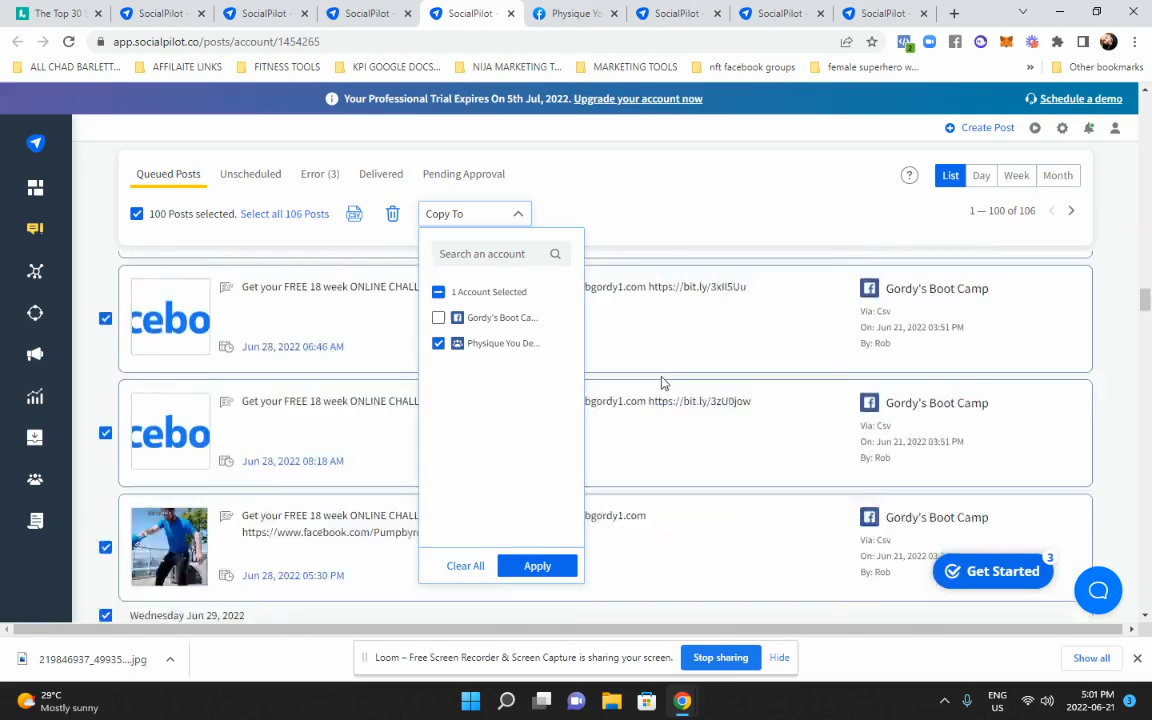 The Top 30 S
SocialPilot -
SocialPilot -
SocialPilot -
SocialPilot -
Physique Yo
SocialPilot -
SocialPilot -
SocialPilot -
app.socialpilot.co/posts/account/1454265
2
ALL CHAD BARLETT...
AFFILAITE LINKS
FITNESS TOOLS
KPI GOOGLE DOCS...
NIJA MARKETING T...
MARKETING TOOLS
nft facebook groups
female superhero w...
»
Other bookmarks
Your Professional Trial Expires On 5th Jul, 2022. Upgrade your account now
Schedule a demo
Create Post
Queued Posts
Unscheduled
Error (3)
Delivered
Pending Approval
?
List
Day
Week
Month
100 Posts selected. Select all 106 Posts
CSV
Copy To
1 — 100 of 106
Search an account
1 Account Selected
Gordy's Boot Ca...
Physique You De...
Clear All
Apply
cebo
Get your FREE 18 week ONLINE CHALL
bgordy1.com https://bit.ly/3xiI5Uu
Jun 28, 2022 06:46 AM
Gordy's Boot Camp
Via: Csv
On: Jun 21, 2022 03:51 PM
By: Rob
cebo
Get your FREE 18 week ONLINE CHALL
bgordy1.com https://bit.ly/3zU0jow
Jun 28, 2022 08:18 AM
Gordy's Boot Camp
Via: Csv
On: Jun 21, 2022 03:51 PM
By: Rob
Get your FREE 18 week ONLINE CHALL
bgordy1.com
https://www.facebook.com/Pumpbyr
Jun 28, 2022 05:30 PM
Gordy's Boot Camp
Via: Csv
On: Jun 21, 2022 03:
By: Rob
Get Started
3
Wednesday Jun 29, 2022
219846937_49935....jpg
Loom – Free Screen Recorder & Screen Capture is sharing your screen.
Stop sharing
Hide
Show all
29°C
Mostly sunny
ENG
US
5:01 PM
2022-06-21
3